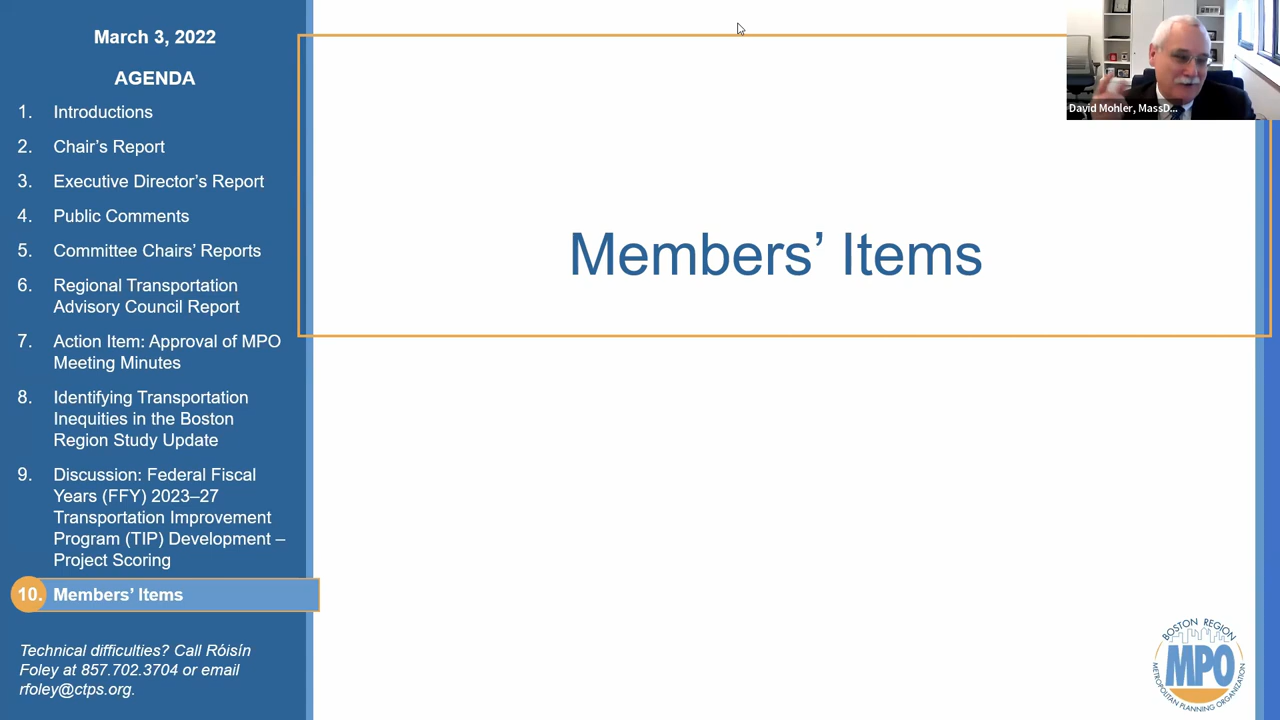 March 3, 2022
AGENDA
1. Introductions
2. Chair’s Report
3. Executive Director’s Report
4. Public Comments
5. Committee Chairs’ Reports
6. Regional Transportation
Advisory Council Report
7. Action Item: Approval of MPO
Meeting Minutes
8. Identifying Transportation
Inequities in the Boston
Region Study Update
9. Discussion: Federal Fiscal
Years (FFY) 2023–27
Transportation Improvement
Program (TIP) Development –
Project Scoring
10. Members’ Items
Technical difficulties? Call Róisín
Foley at 857.702.3704 or email
rfoley@ctps.org.
Members’ Items
David Mohler, MassD...
BOSTON REGION
MPO
METROPOLITAN PLANNING ORGANIZATION